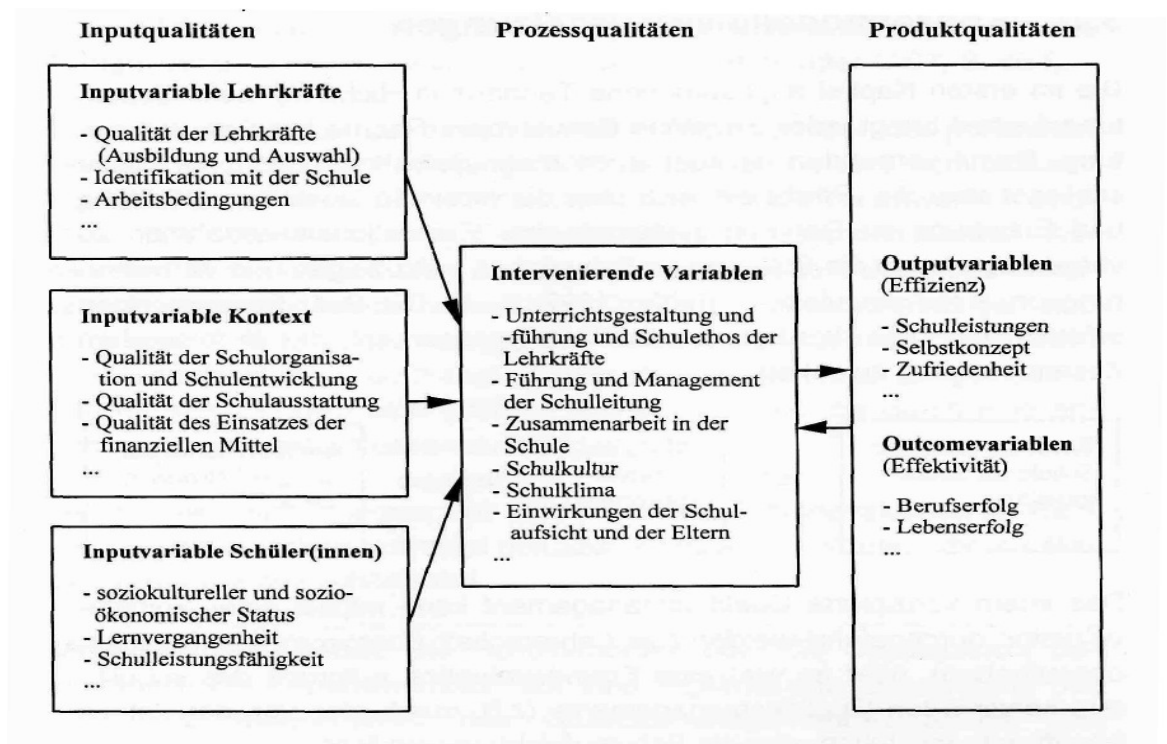 Inputqualitäten
Prozessqualitäten
Produktqualitäten
Inputvariable Lehrkräfte
- Qualität der Lehrkräfte
(Ausbildung und Auswahl)
- Identifikation mit der Schule
- Arbeitsbedingungen
...
Inputvariable Kontext
- Qualität der Schulorganisa-
tion und Schulentwicklung
- Qualität der Schulausstattung
- Qualität des Einsatzes der
finanziellen Mittel
...
Inputvariable Schüler(innen)
- soziokultureller und sozio-
ökonomischer Status
- Lernvergangenheit
- Schulleistungsfähigkeit
...
Intervenierende Variablen
- Unterrichtsgestaltung und
-führung und Schulethos der
Lehrkräfte
- Führung und Management
der Schulleitung
- Zusammenarbeit in der
Schule
- Schulkultur
- Schulklima
- Einwirkungen der Schul-
aufsicht und der Eltern
...
Outputvariablen
(Effizienz)
- Schulleistungen
- Selbstkonzept
- Zufriedenheit
...
Outcomevariablen
(Effektivität)
- Berufserfolg
- Lebenserfolg
...